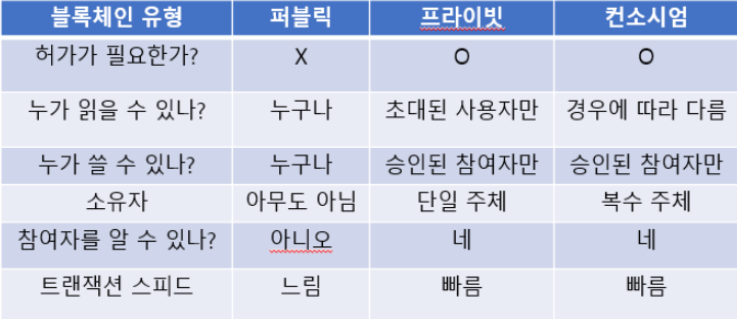 블록체인 유형 퍼블릭 프라이빗 컨소시엄
허가가 필요한가? X O O
누가 읽을 수 있나? 누구나 초대된 사용자만 경우에 따라 다름
누가 쓸 수 있나? 누구나 승인된 참여자만 승인된 참여자만
소유자 아무도 아님 단일 주체 복수 주체
참여자를 알 수 있나? 아니오 네 네
트랜잭션 스피드 느림 빠름 빠름